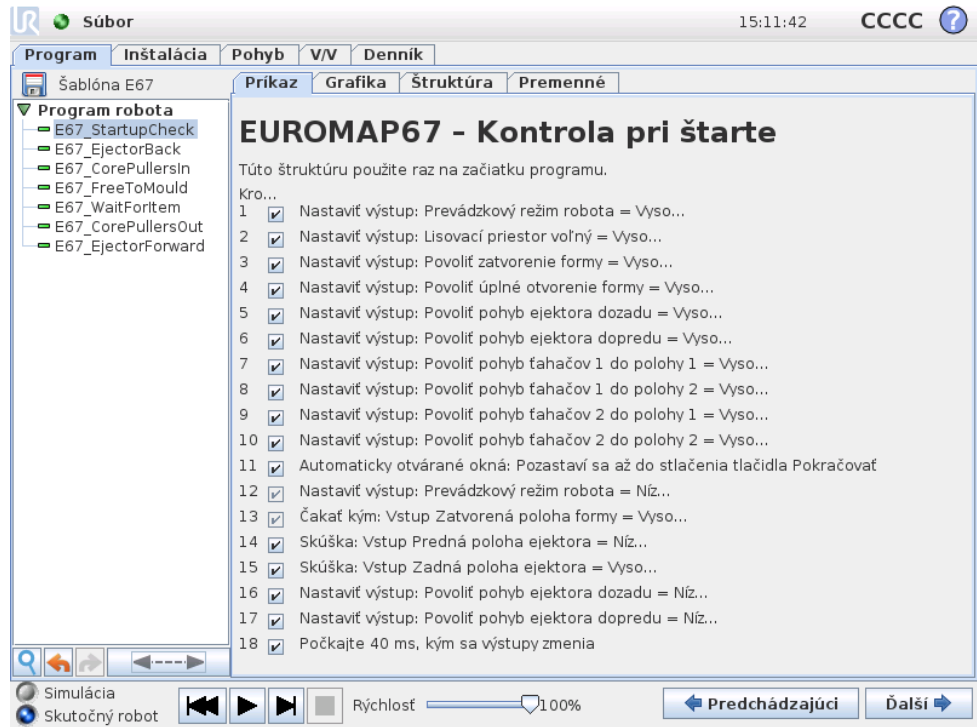 UR Súbor 15:11:42 CCCC ?
Program Inštalácia Pohyb V/V Denník
Šablóna E67 Príkaz Grafika Štruktúra Premenné
Program robota
E67_StartupCheck
E67_EjectorBack
E67_CorePullersIn
E67_FreeToMould
E67_WaitForItem
E67_CorePullersOut
E67_EjectorForward
EUROMAP67 - Kontrola pri štarte
Túto štruktúru použite raz na začiatku programu.
Kro...
1 Nastaviť výstup: Prevádzkový režim robota = Vyso...
2 Nastaviť výstup: Lisovací priestor voľný = Vyso...
3 Nastaviť výstup: Povoliť zatvorenie formy = Vyso...
4 Nastaviť výstup: Povoliť úplné otvorenie formy = Vyso...
5 Nastaviť výstup: Povoliť pohyb ejektora dozadu = Vyso...
6 Nastaviť výstup: Povoliť pohyb ejektora dopredu = Vyso...
7 Nastaviť výstup: Povoliť pohyb ťahačov 1 do polohy 1 = Vyso...
8 Nastaviť výstup: Povoliť pohyb ťahačov 1 do polohy 2 = Vyso...
9 Nastaviť výstup: Povoliť pohyb ťahačov 2 do polohy 1 = Vyso...
10 Nastaviť výstup: Povoliť pohyb ťahačov 2 do polohy 2 = Vyso...
11 Automaticky otvárané okná: Pozastaví sa až do stlačenia tlačidla Pokračovať
12 Nastaviť výstup: Prevádzkový režim robota = Níz...
13 Čakať kým: Vstup Zatvorená poloha formy = Vyso...
14 Skúška: Vstup Predná poloha ejektora = Níz...
15 Skúška: Vstup Zadná poloha ejektora = Vyso...
16 Nastaviť výstup: Povoliť pohyb ejektora dozadu = Níz...
17 Nastaviť výstup: Povoliť pohyb ejektora dopredu = Níz...
18 Počkajte 40 ms, kým sa výstupy zmenia
Simulácia
Skutočný robot
Rýchlosť 100% Predchádzajúci Ďalší